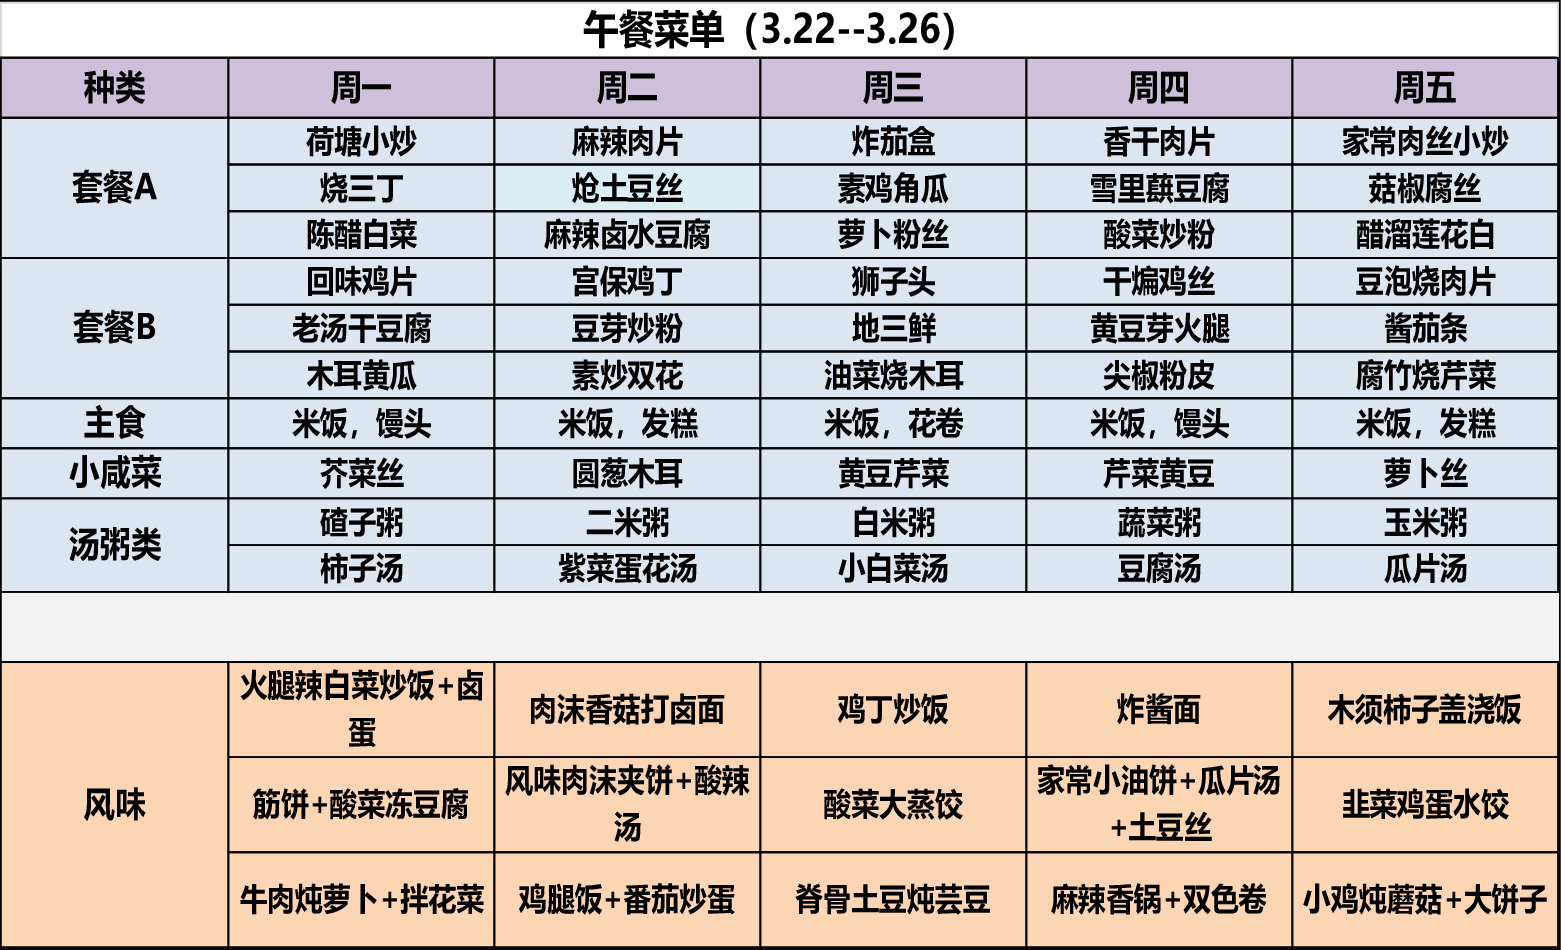 午餐菜单（3.22--3.26）
种类 周一 周二 周三 周四 周五
套餐A
荷塘小炒 麻辣肉片 炸茄盒 香干肉片 家常肉丝小炒
烧三丁 炝土豆丝 素鸡角瓜 雪里蕻豆腐 菇椒腐丝
陈醋白菜 麻辣卤水豆腐 萝卜粉丝 酸菜炒粉 醋溜莲花白
套餐B
回味鸡片 宫保鸡丁 狮子头 干煸鸡丝 豆泡烧肉片
老汤干豆腐 豆芽炒粉 地三鲜 黄豆芽火腿 酱茄条
木耳黄瓜 素炒双花 油菜烧木耳 尖椒粉皮 腐竹烧芹菜
主食 米饭，馒头 米饭，发糕 米饭，花卷 米饭，馒头 米饭，发糕
小咸菜 芥菜丝 圆葱木耳 黄豆芹菜 芹菜黄豆 萝卜丝
汤粥类
碴子粥 二米粥 白米粥 蔬菜粥 玉米粥
柿子汤 紫菜蛋花汤 小白菜汤 豆腐汤 瓜片汤
风味
火腿辣白菜炒饭+卤
蛋
肉沫香菇打卤面 鸡丁炒饭 炸酱面 木须柿子盖浇饭
筋饼+酸菜冻豆腐
风味肉沫夹饼+酸辣
汤
酸菜大蒸饺
家常小油饼+瓜片汤
+土豆丝
韭菜鸡蛋水饺
牛肉炖萝卜+拌花菜 鸡腿饭+番茄炒蛋 脊骨土豆炖芸豆 麻辣香锅+双色卷 小鸡炖蘑菇+大饼子